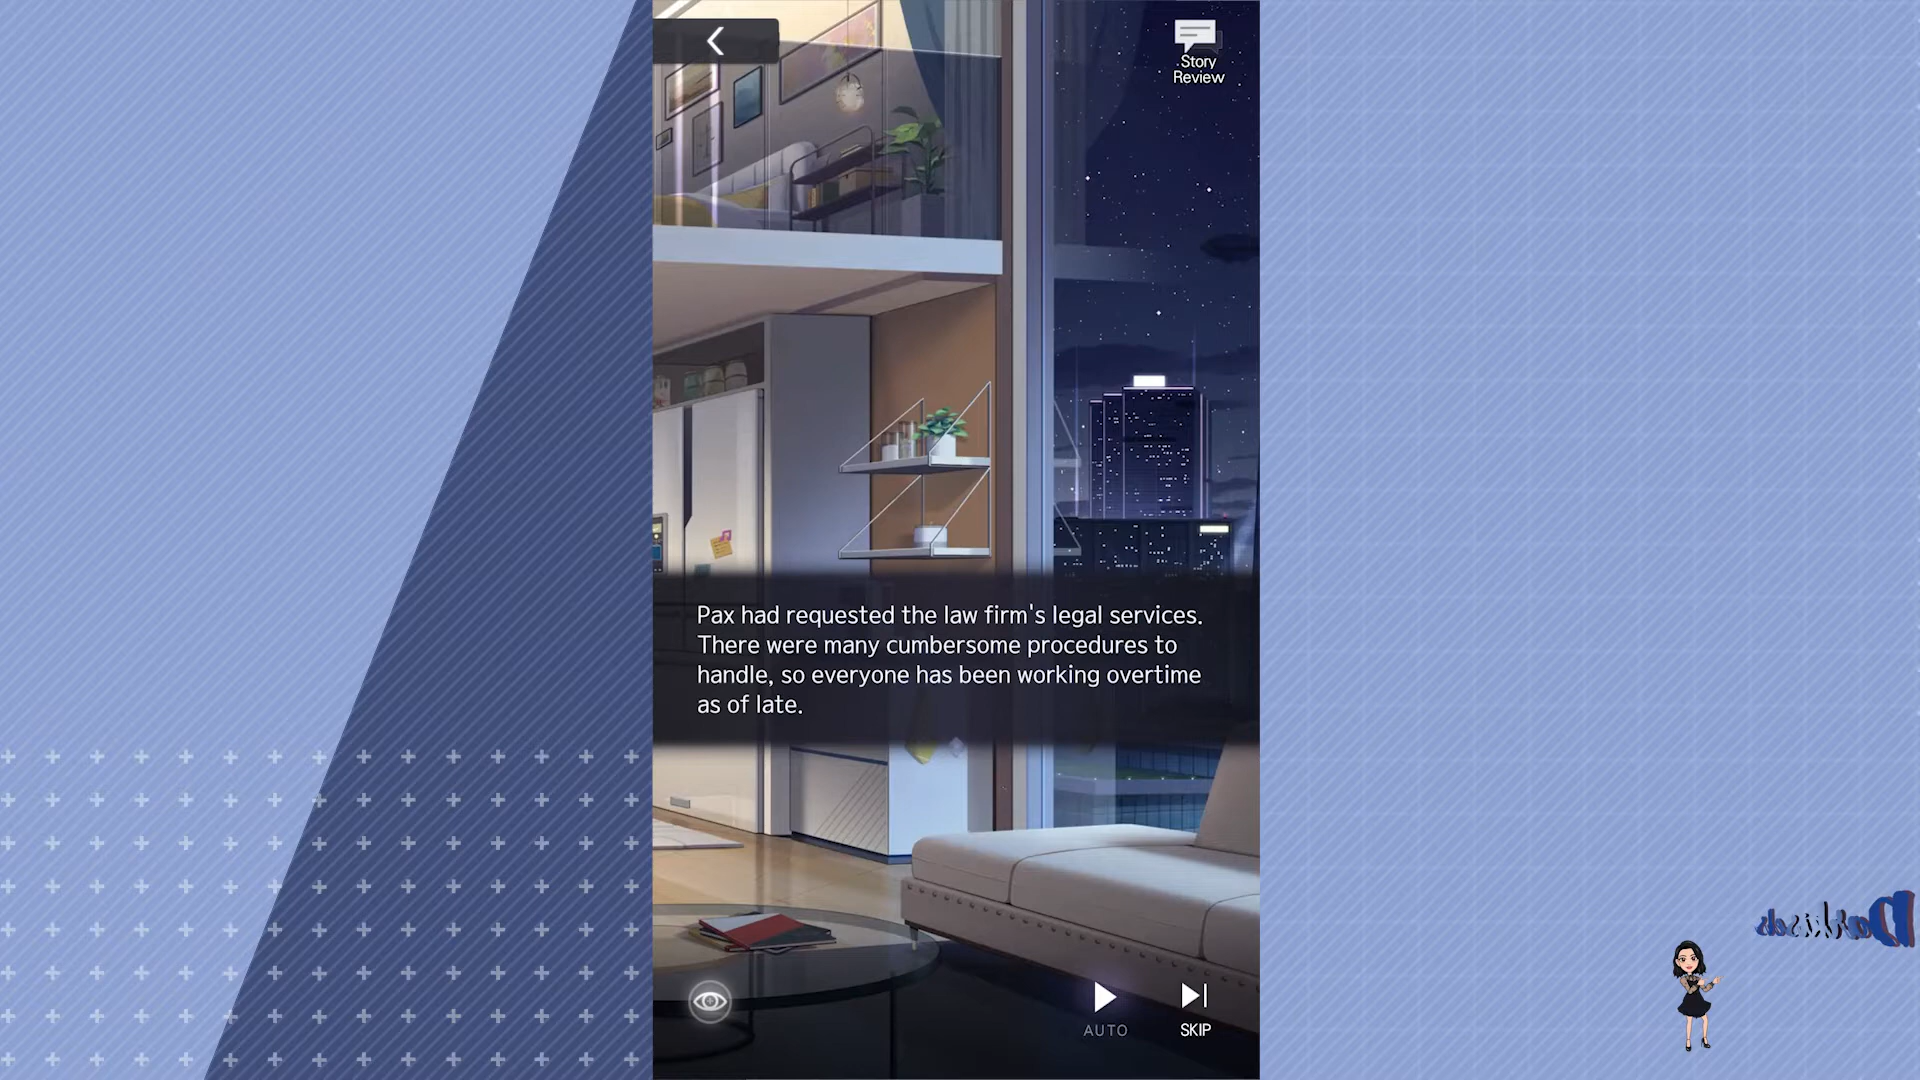 Story
Review
Pax had requested the law firm's legal services.
There were many cumbersome procedures to
handle, so everyone has been working overtime
as of late.
AUTO
SKIP